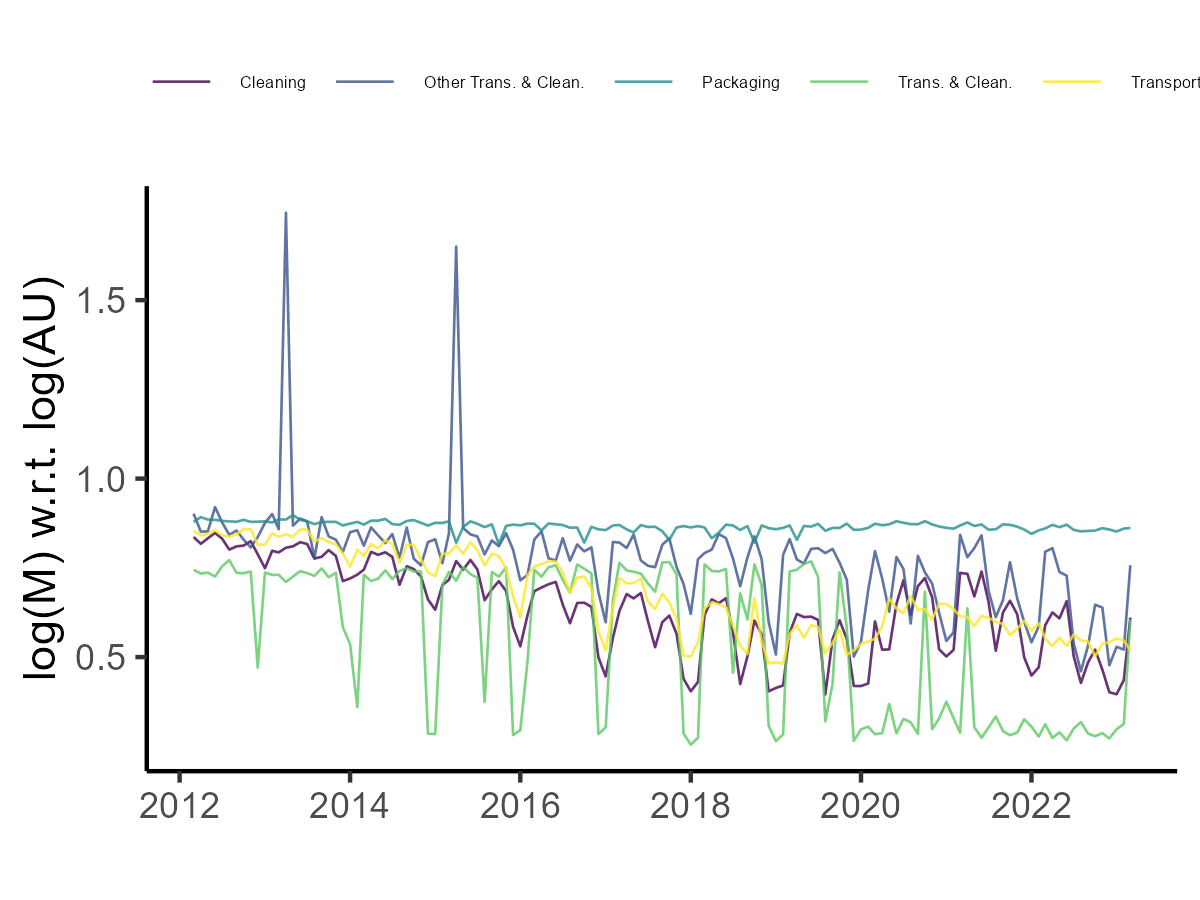 Cleaning Other Trans. & Clean. Packaging Trans. & Clean. Transport
log(M) w.r.t. log(AU)
1.5
1.0
0.5
2012 2014 2016 2018 2020 2022